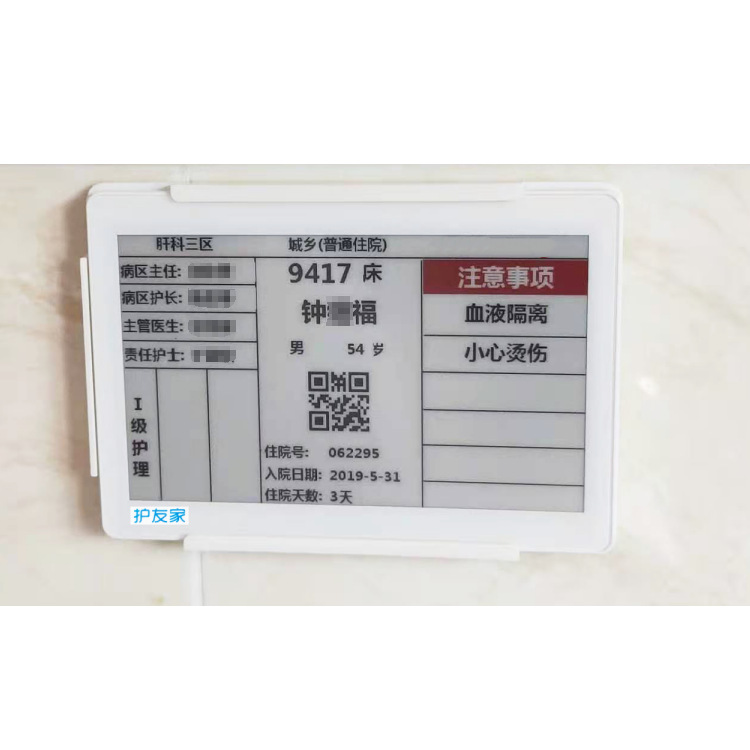 肝科三区 城乡(普通住院)
病区主任:
病区护长:
主管医生:
责任护士:
I级护理
9417 床
钟 福
男 54 岁
住院号: 062295
入院日期: 2019-5-31
住院天数: 3天
注意事项
血液隔离
小心烫伤
护友家